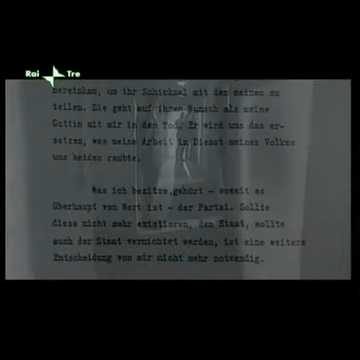 Rai Tre
um ihr Schicksal mit dem meinen zu
teilen. Sie geht auf ihren Wunsch als meine
Gattin mit mir in den Tod. Er wird uns das er-
setzen, was meine Arbeit im Dienst meines Volkes
uns beiden raubte.
Was ich besitze, gehört - soweit es
überhaupt von Wert ist - der Partei. Sollte
diese nicht mehr existieren, dem Staat, sollte
auch der Staat vernichtet werden, ist eine weitere
Entscheidung von mir nicht mehr notwendig.